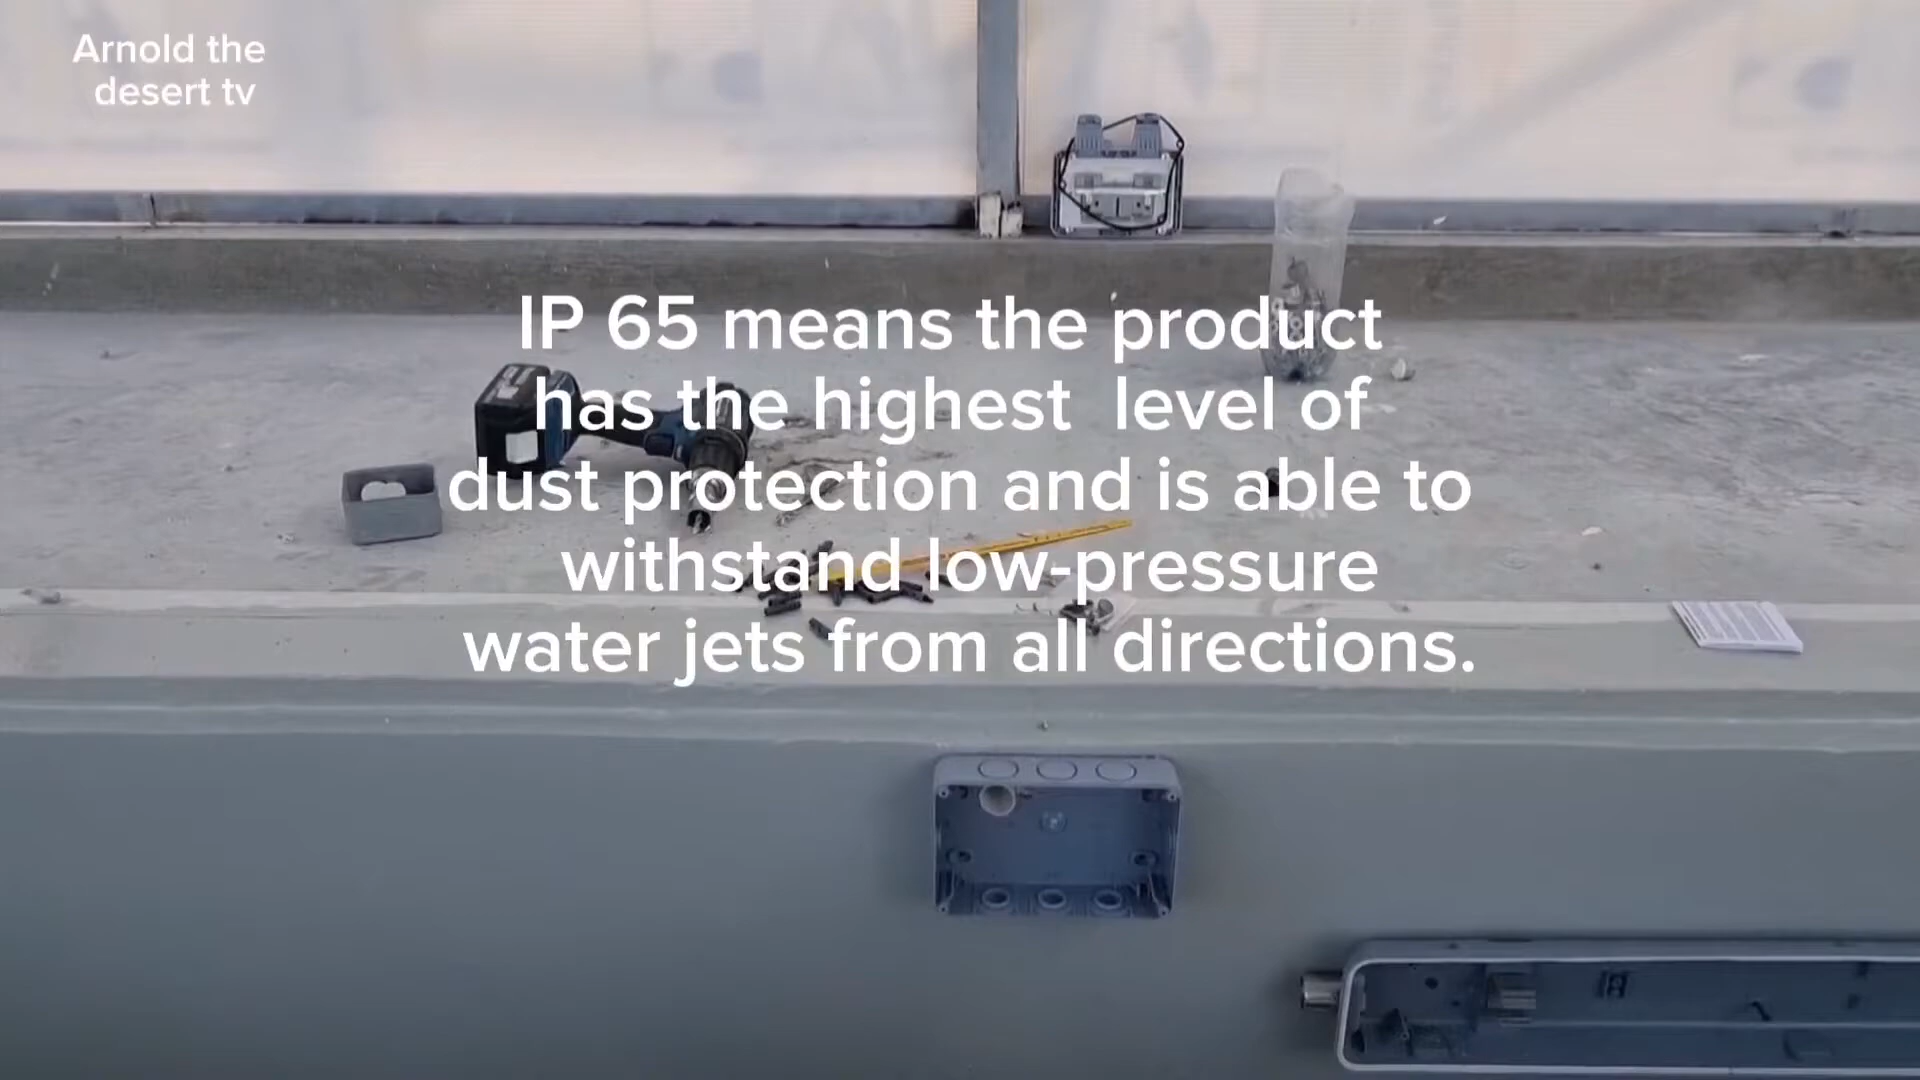 Arnold the
desert tv
IP 65 means the product
has the highest level of
dust protection and is able to
withstand low-pressure
water jets from all directions.